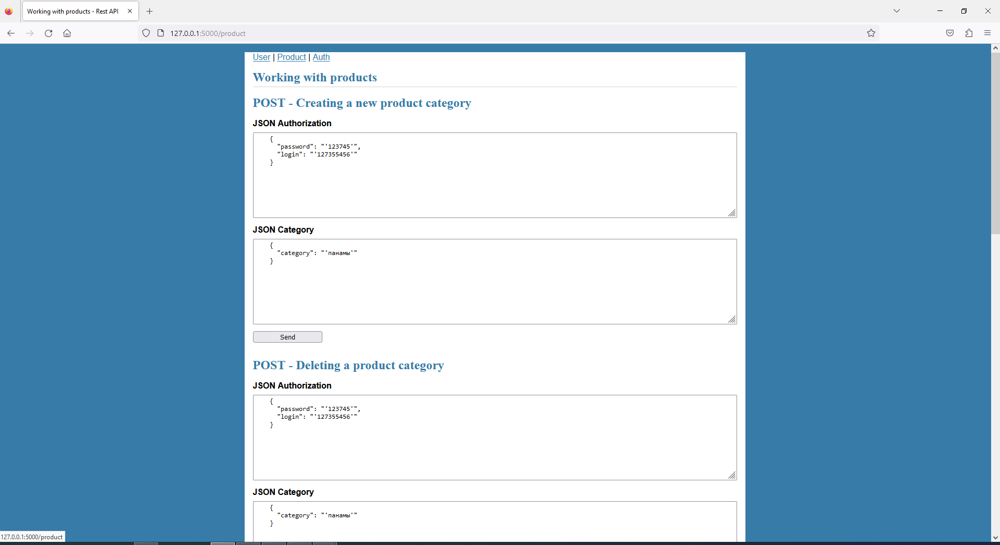 Working with products - Rest API
127.0.0.1:5000/product
User | Product | Auth
Working with products
POST - Creating a new product category
JSON Authorization
{
"password": "'123745'",
"login": "'127355456'"
}
JSON Category
{
"category": "'панамы'"
}
Send
POST - Deleting a product category
JSON Authorization
{
"password": "'123745'",
"login": "'127355456'"
}
JSON Category
{
"category": "'панамы'"
}
127.0.0.1:5000/product